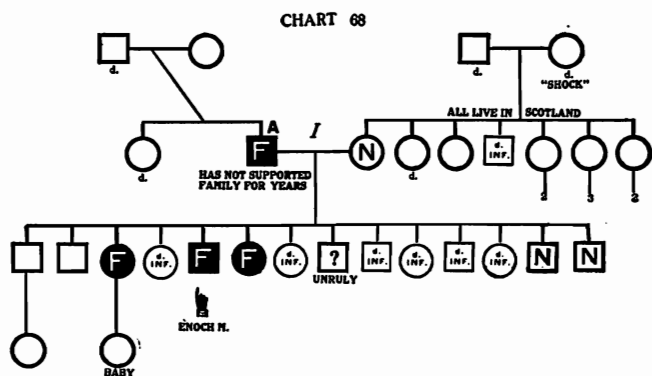 CHART 68
d.
d.
d.
"SHOCK"
ALL LIVE IN SCOTLAND
A
I
d.
F
N
d.
d.
INF.
HAS NOT SUPPORTED
FAMILY FOR YEARS
2
3
2
F
d.
INF.
F
F
d.
INF.
?
d.
INF.
d.
INF.
d.
INF.
d.
INF.
N
N
UNRULY
ENOCH M.
BABY